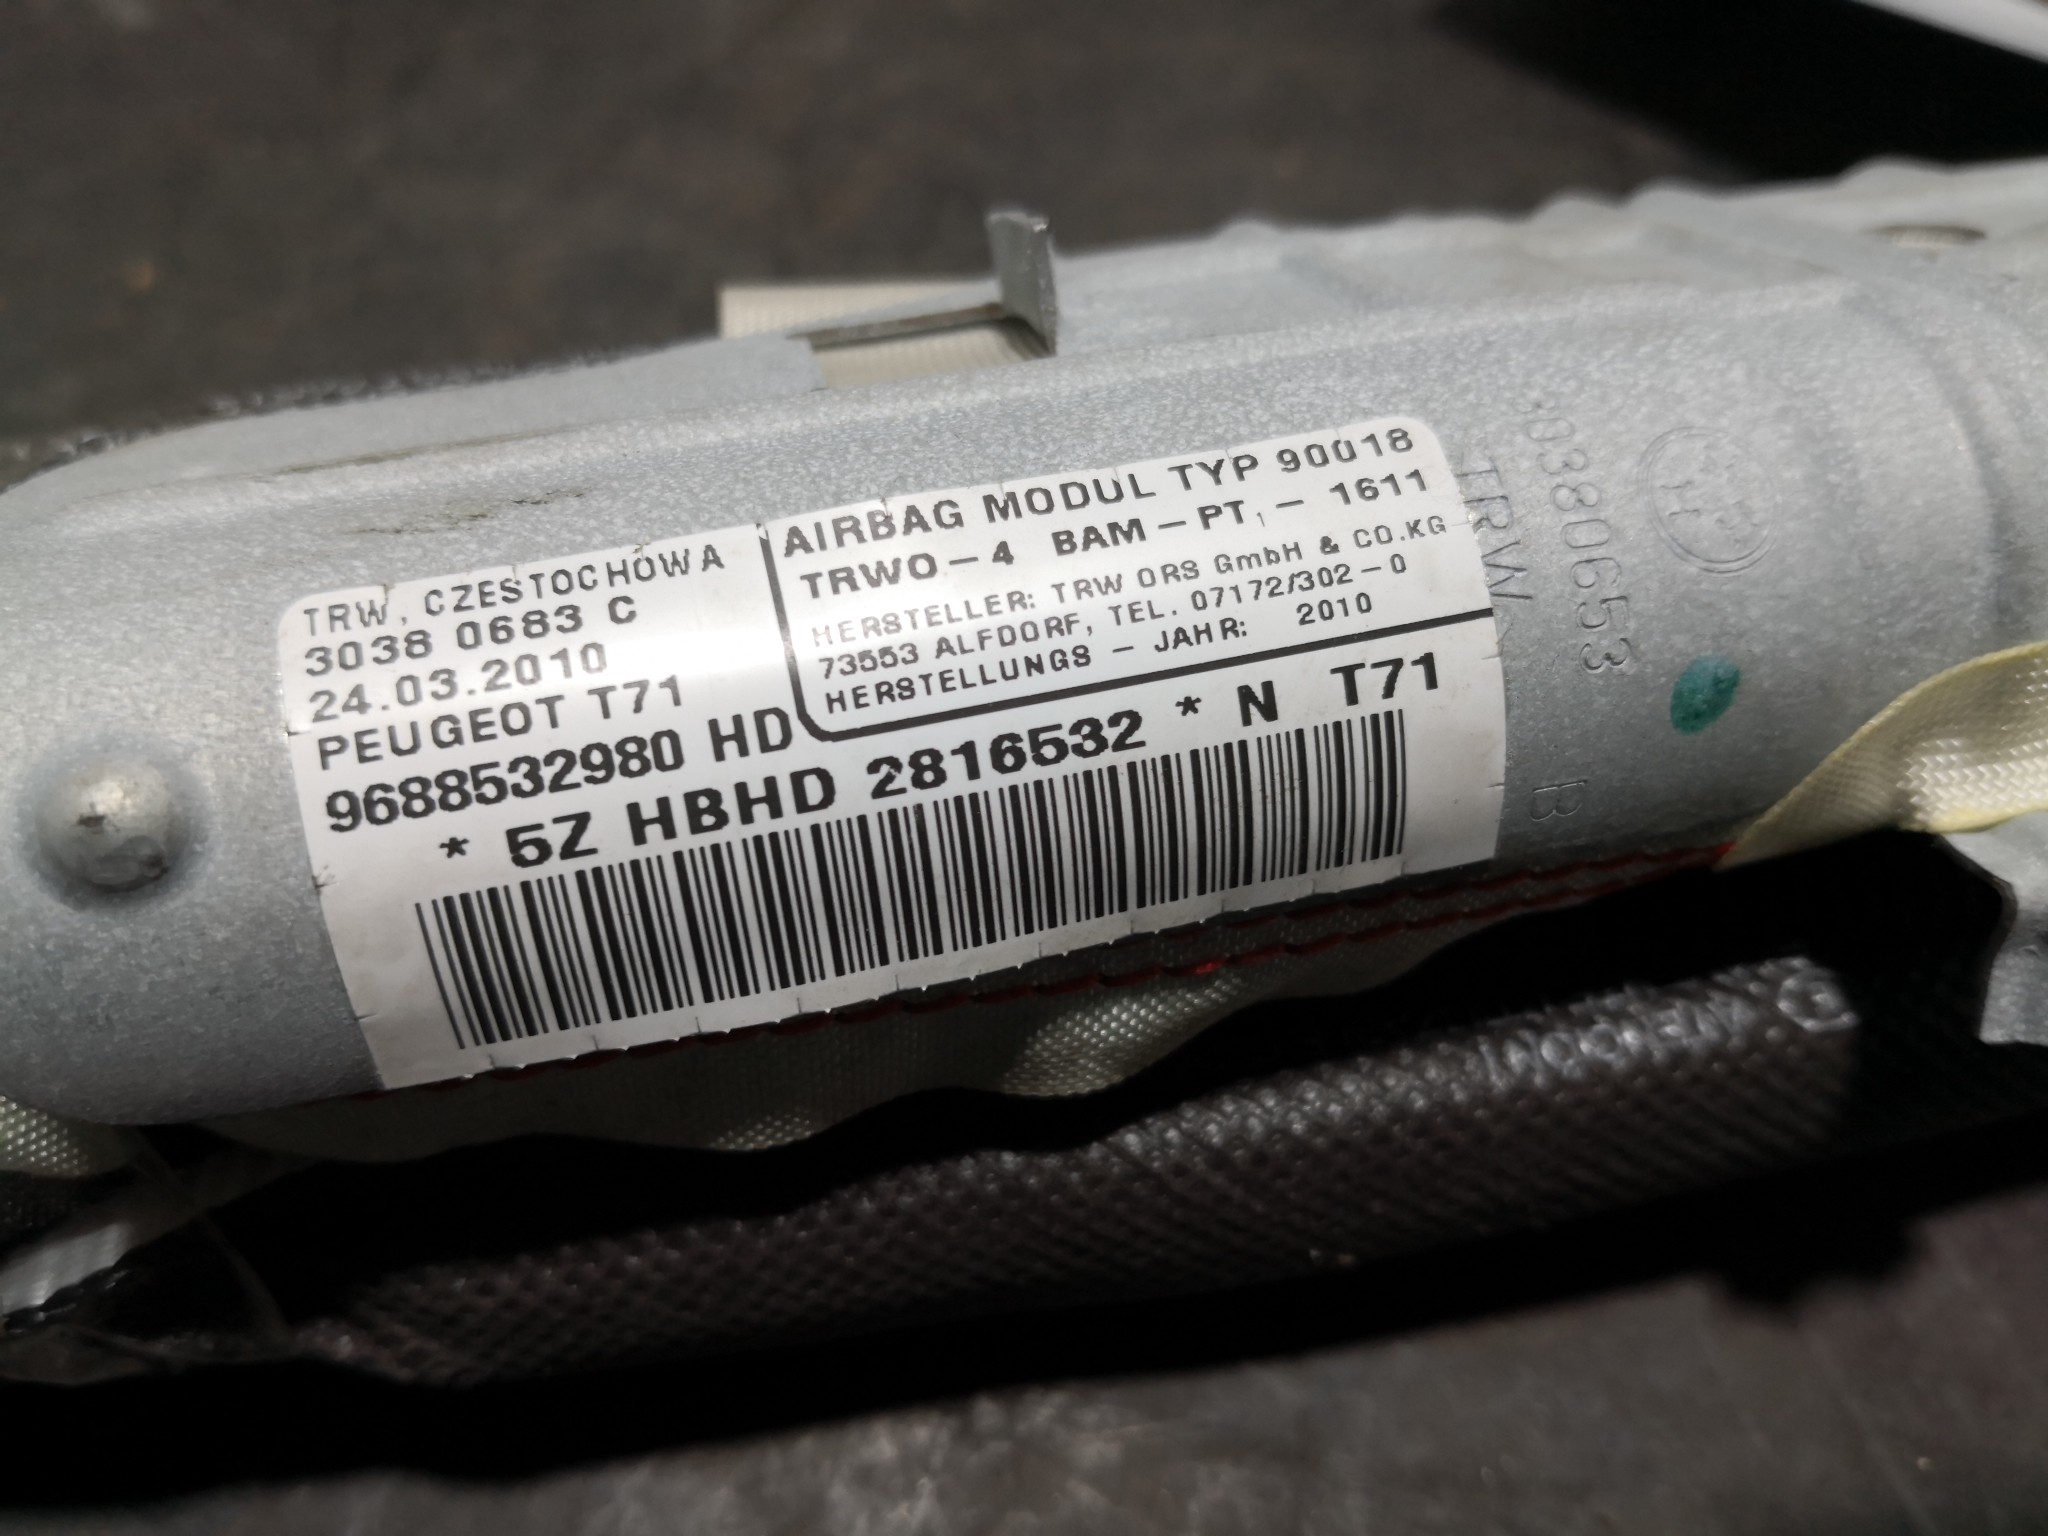 TRW, CZESTOCHOWA
3038 0683 C
24.03.2010
PEUGEOT T71
9688532980 HD
AIRBAG MODUL TYP 90018
TRWO-4 BAM-PT,-1611
HERSTELLER: TRW ORS GmbH & CO.KG
73553 ALFDORF, TEL. 07172/302-0
HERSTELLUNGS - JAHR: 2010
* 5Z HBHD 2816532 * N T71
30380653
TRW
B